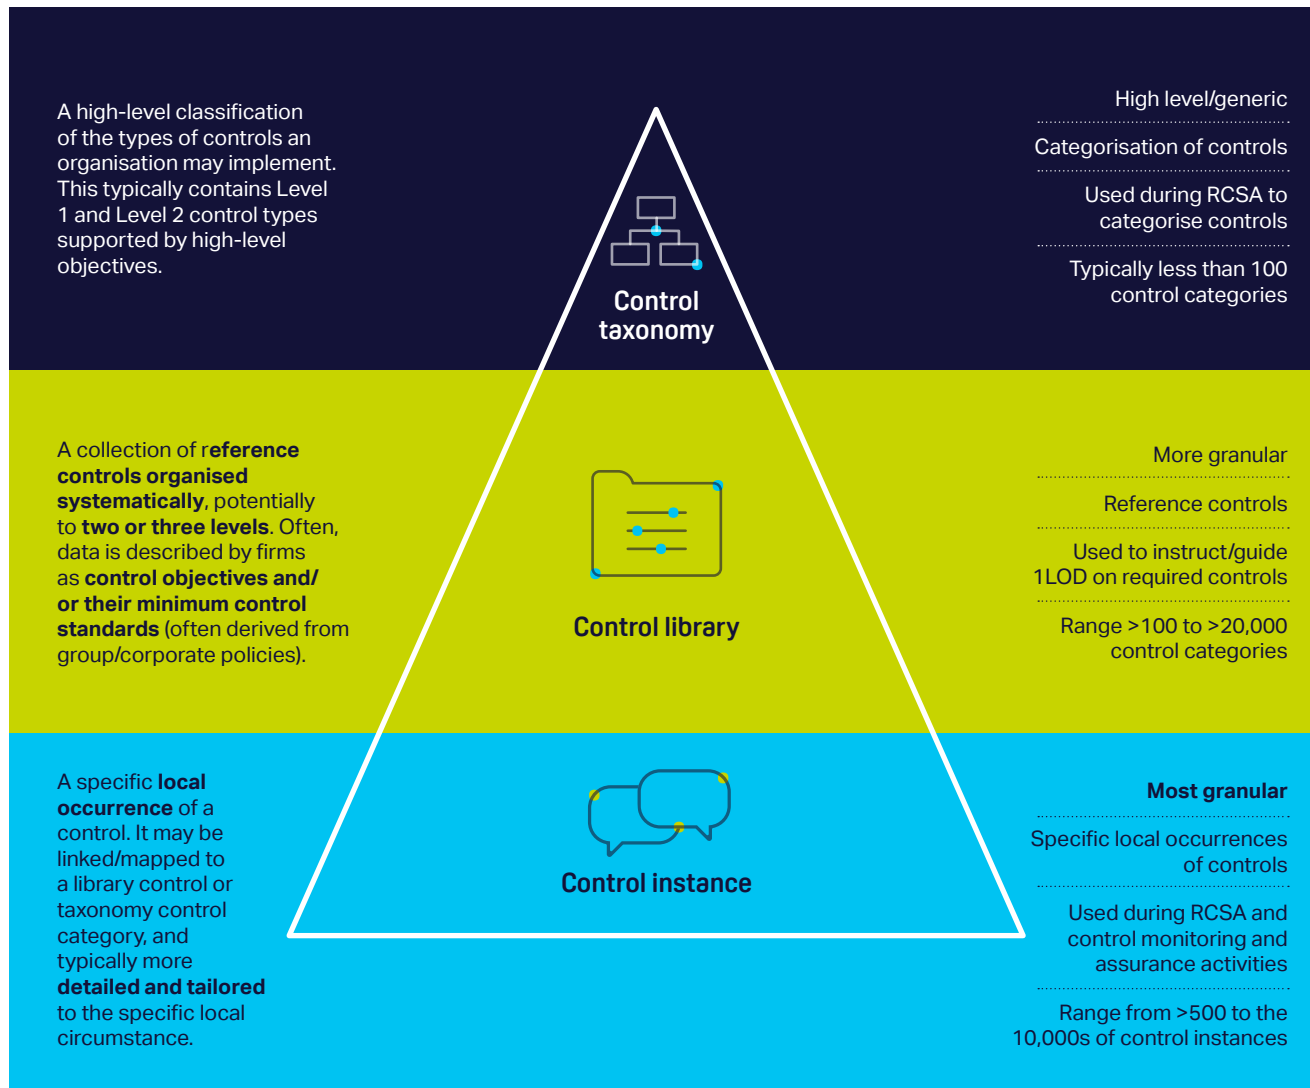 A high-level classification
of the types of controls an
organisation may implement.
This typically contains Level
1 and Level 2 control types
supported by high-level
objectives.
Control
taxonomy
High level/generic
Categorisation of controls
Used during RCSA to
categorise controls
Typically less than 100
control categories
A collection of reference
controls organised
systematically, potentially
to two or three levels. Often,
data is described by firms
as control objectives and/
or their minimum control
standards (often derived from
group/corporate policies).
Control library
More granular
Reference controls
Used to instruct/guide
1LOD on required controls
Range >100 to >20,000
control categories
A specific local
occurrence of a
control. It may be
linked/mapped to
a library control or
taxonomy control
category, and
typically more
detailed and tailored
to the specific local
circumstance.
Control instance
Most granular
Specific local occurrences
of controls
Used during RCSA and
control monitoring and
assurance activities
Range from >500 to the
10,000s of control instances